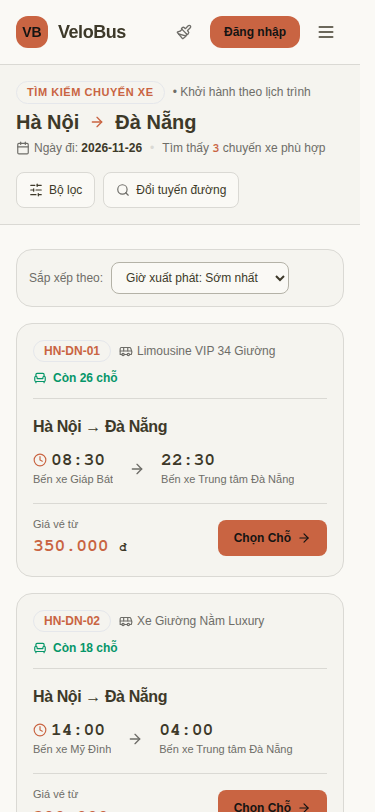 VB VeloBus Đăng nhập
TÌM KIẾM CHUYẾN XE • Khởi hành theo lịch trình
Hà Nội → Đà Nẵng
Ngày đi: 2026-11-26 • Tìm thấy 3 chuyến xe phù hợp
Bộ lọc Đổi tuyến đường
Sắp xếp theo: Giờ xuất phát: Sớm nhất
HN-DN-01 Limousine VIP 34 Giường
Còn 26 chỗ
Hà Nội → Đà Nẵng
08:30 → 22:30
Bến xe Giáp Bát Bến xe Trung tâm Đà Nẵng
Giá vé từ
350.000 đ Chọn Chỗ →
HN-DN-02 Xe Giường Nằm Luxury
Còn 18 chỗ
Hà Nội → Đà Nẵng
14:00 → 04:00
Bến xe Mỹ Đình Bến xe Trung tâm Đà Nẵng
Giá vé từ
Chọn Chỗ →